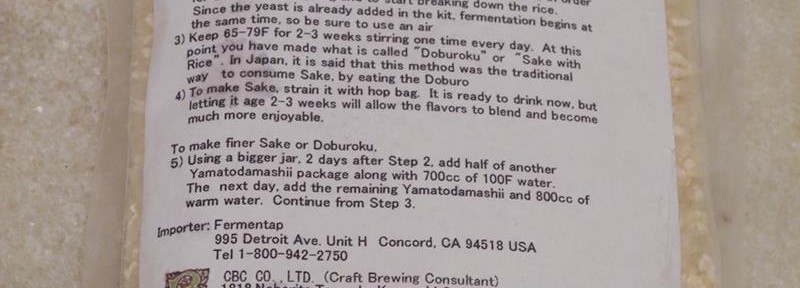 and to start breaking down the rice.
Since the yeast is already added in the kit, fermentation begins at
the same time, so be sure to use an air
3) Keep 65-79F for 2-3 weeks stirring one time every day. At this
point you have made what is called "Doburoku" or "Sake with
Rice". In Japan, it is said that this method was the traditional
way to consume Sake, by eating the Doburo
4) To make Sake, strain it with hop bag. It is ready to drink now, but
letting it age 2-3 weeks will allow the flavors to blend and become
much more enjoyable.
To make finer Sake or Doburoku,
5) Using a bigger jar, 2 days after Step 2, add half of another
Yamatodamashii package along with 700cc of 100F water.
The next day, add the remaining Yamatodamashii and 800cc of
warm water. Continue from Step 3.
Importer: Fermentap
995 Detroit Ave. Unit H Concord, CA 94518 USA
Tel 1-800-942-2750
CBC CO., LTD. (Craft Brewing Consultant)